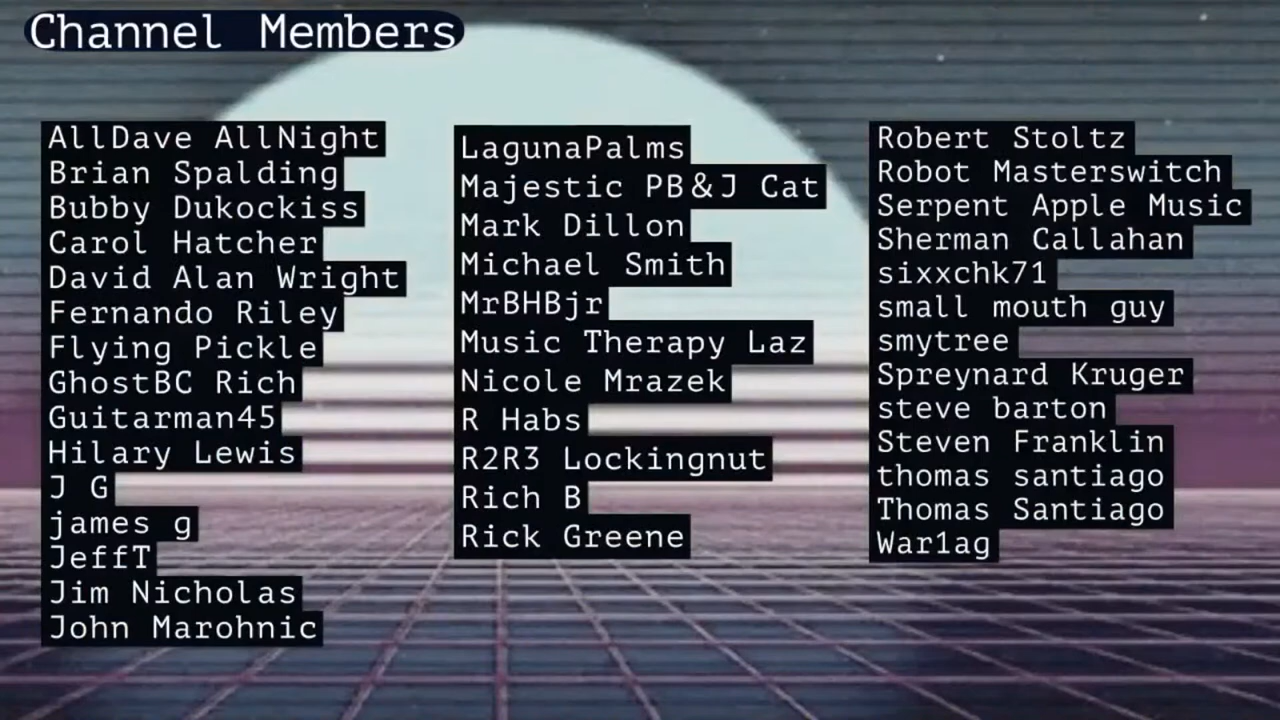 Channel Members
AllDave AllNight
Brian Spalding
Bubby Dukockiss
Carol Hatcher
David Alan Wright
Fernando Riley
Flying Pickle
GhostBC Rich
Guitarman45
Hilary Lewis
J G
james g
JeffT
Jim Nicholas
John Marohnic
LagunaPalms
Majestic PB&J Cat
Mark Dillon
Michael Smith
MrBHBjr
Music Therapy Laz
Nicole Mrazek
R Habs
R2R3 Lockingnut
Rich B
Rick Greene
Robert Stoltz
Robot Masterswitch
Serpent Apple Music
Sherman Callahan
sixxchk71
small mouth guy
smytree
Spreynard Kruger
steve barton
Steven Franklin
thomas santiago
Thomas Santiago
War1ag